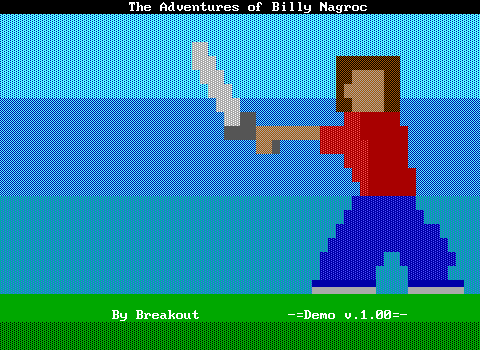 The Adventures of Billy Nagroc
By Breakout -=Demo v.1.00=-